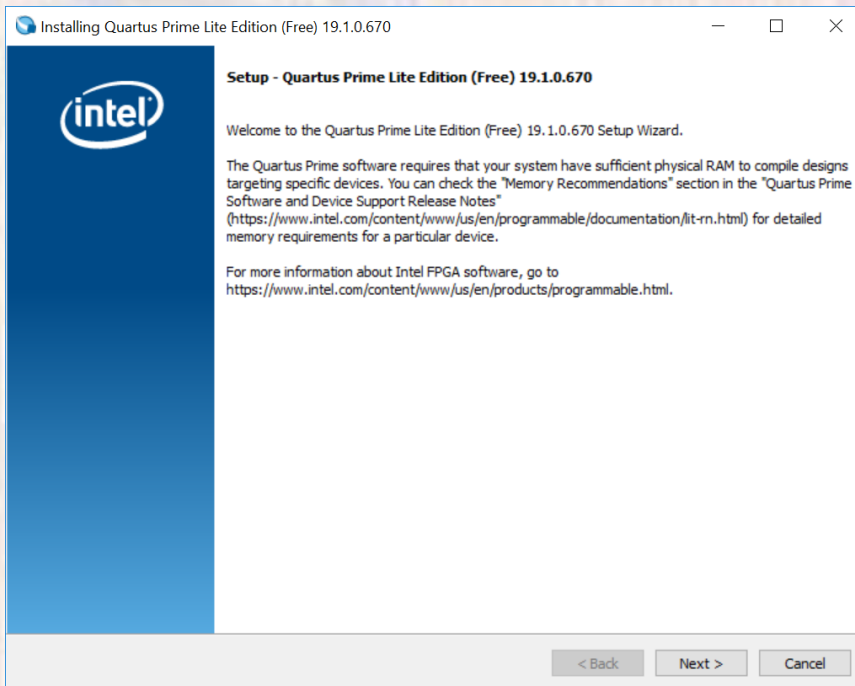 Installing Quartus Prime Lite Edition (Free) 19.1.0.670
intel
Setup - Quartus Prime Lite Edition (Free) 19.1.0.670
Welcome to the Quartus Prime Lite Edition (Free) 19.1.0.670 Setup Wizard.
The Quartus Prime software requires that your system have sufficient physical RAM to compile designs
targeting specific devices. You can check the "Memory Recommendations" section in the "Quartus Prime
Software and Device Support Release Notes"
(https://www.intel.com/content/www/us/en/programmable/documentation/lit-rn.html) for detailed
memory requirements for a particular device.
For more information about Intel FPGA software, go to
https://www.intel.com/content/www/us/en/products/programmable.html.
< Back
Next >
Cancel